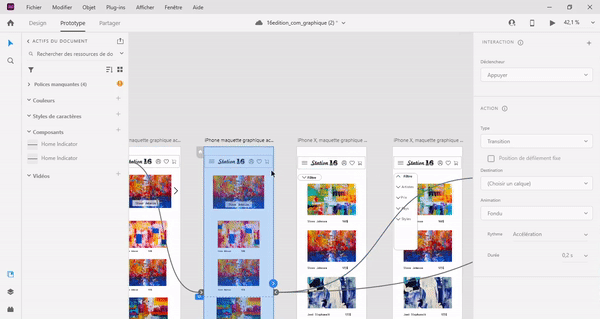 Fichier Modifier Objet Plug-ins Afficher Fenêtre Aide
Design Prototype Partager
16edition_com_graphique (2)
42,1 %
ACTIFS DU DOCUMENT
Rechercher des ressources de do
Polices manquantes (4)
Couleurs
Styles de caractères
Composants
Home Indicator
Home Indicator
Vidéos
iPhone maquette graphique ac...
iPhone maquette graphique ac...
iPhone X, maquette graphique...
iPhone X, maquette graphique...
Station 16
Station 16
Station 16
Station 16
Filtre
Filtre
INTERACTION
Déclencheur
Appuyer
ACTION
Type
Transition
Position de défilement fixe
Destination
(Choisir un calque)
Animation
Fondu
Rythme
Accélération
Durée
0,2 s